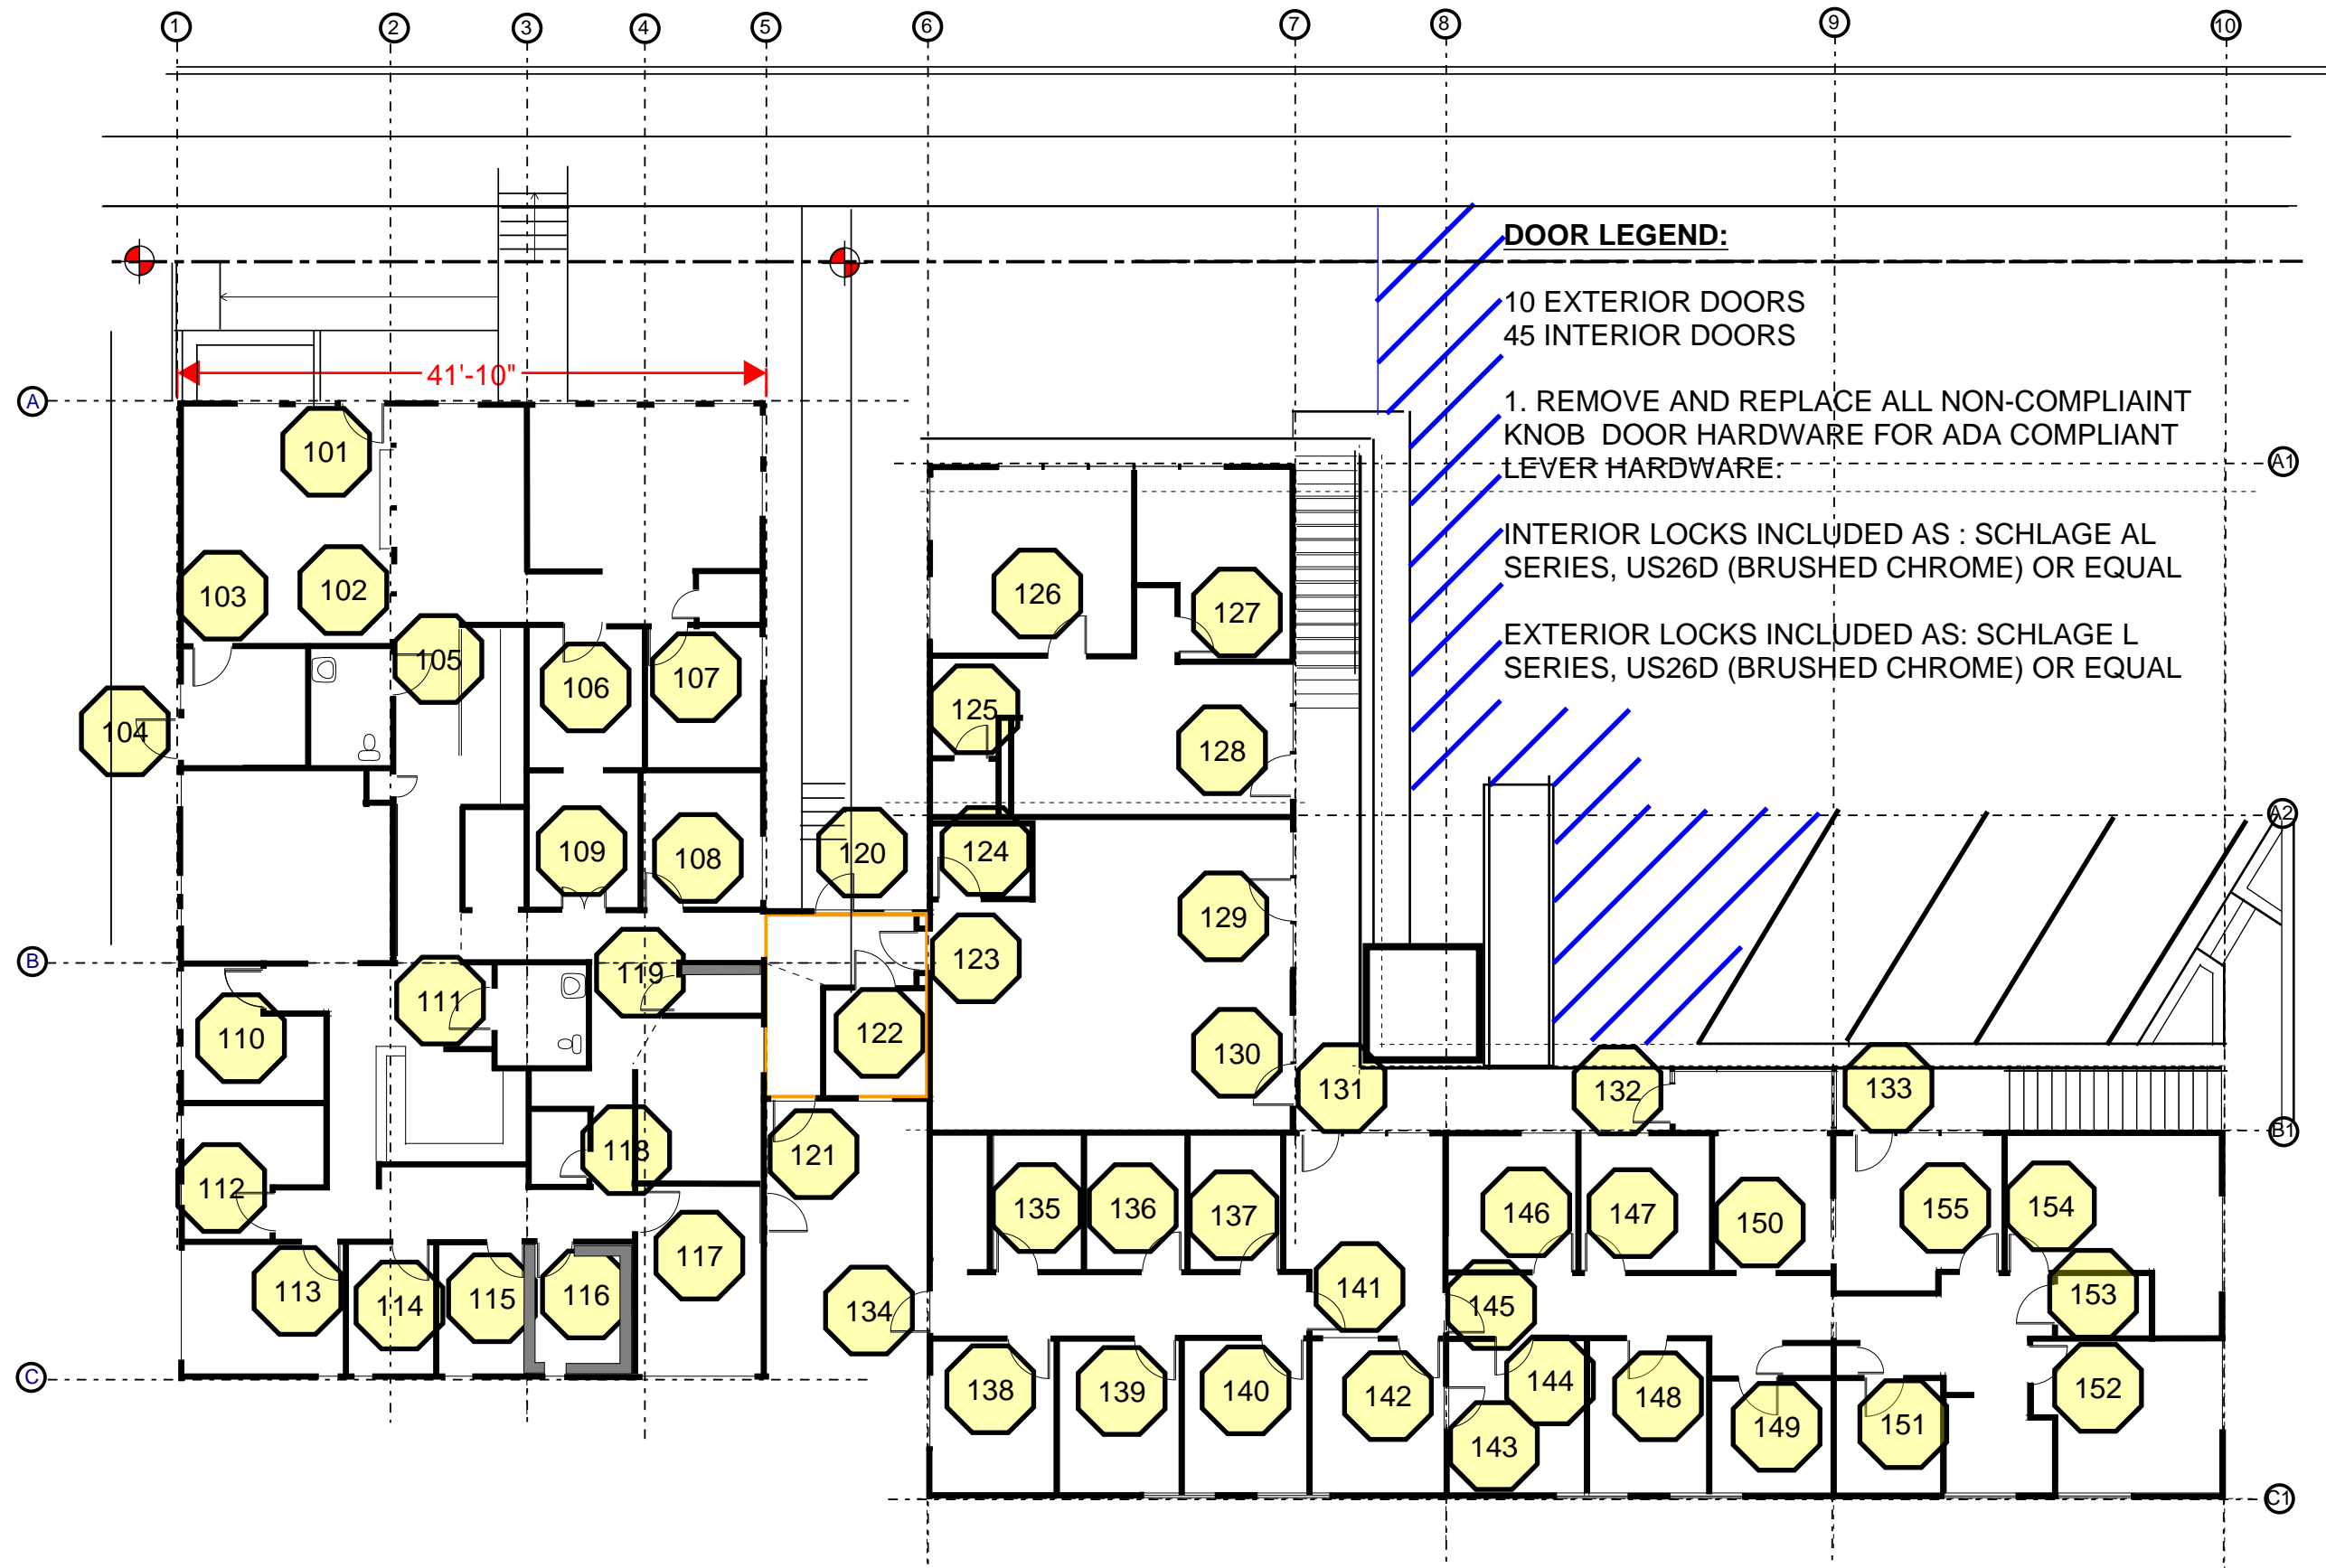 1 2 3 4 5 6 7 8 9 10
DOOR LEGEND:
10 EXTERIOR DOORS
45 INTERIOR DOORS
41'-10"
A
1. REMOVE AND REPLACE ALL NON-COMPLIAINT
KNOB DOOR HARDWARE FOR ADA COMPLIANT
LEVER HARDWARE:
A1
INTERIOR LOCKS INCLUDED AS : SCHLAGE AL
SERIES, US26D (BRUSHED CHROME) OR EQUAL
EXTERIOR LOCKS INCLUDED AS: SCHLAGE L
SERIES, US26D (BRUSHED CHROME) OR EQUAL
101
103 102
126 127
105
106 107
125
104
128
A2
109 108 120 124
129
B
119 123
111
110 122
130
131 132 133
B1
118 121
112
135 136 137 146 147 150 155 154
117
113 114 115 116
134 141 145 153
C
138 139 140 142 144 148 152
143 149 151
C1